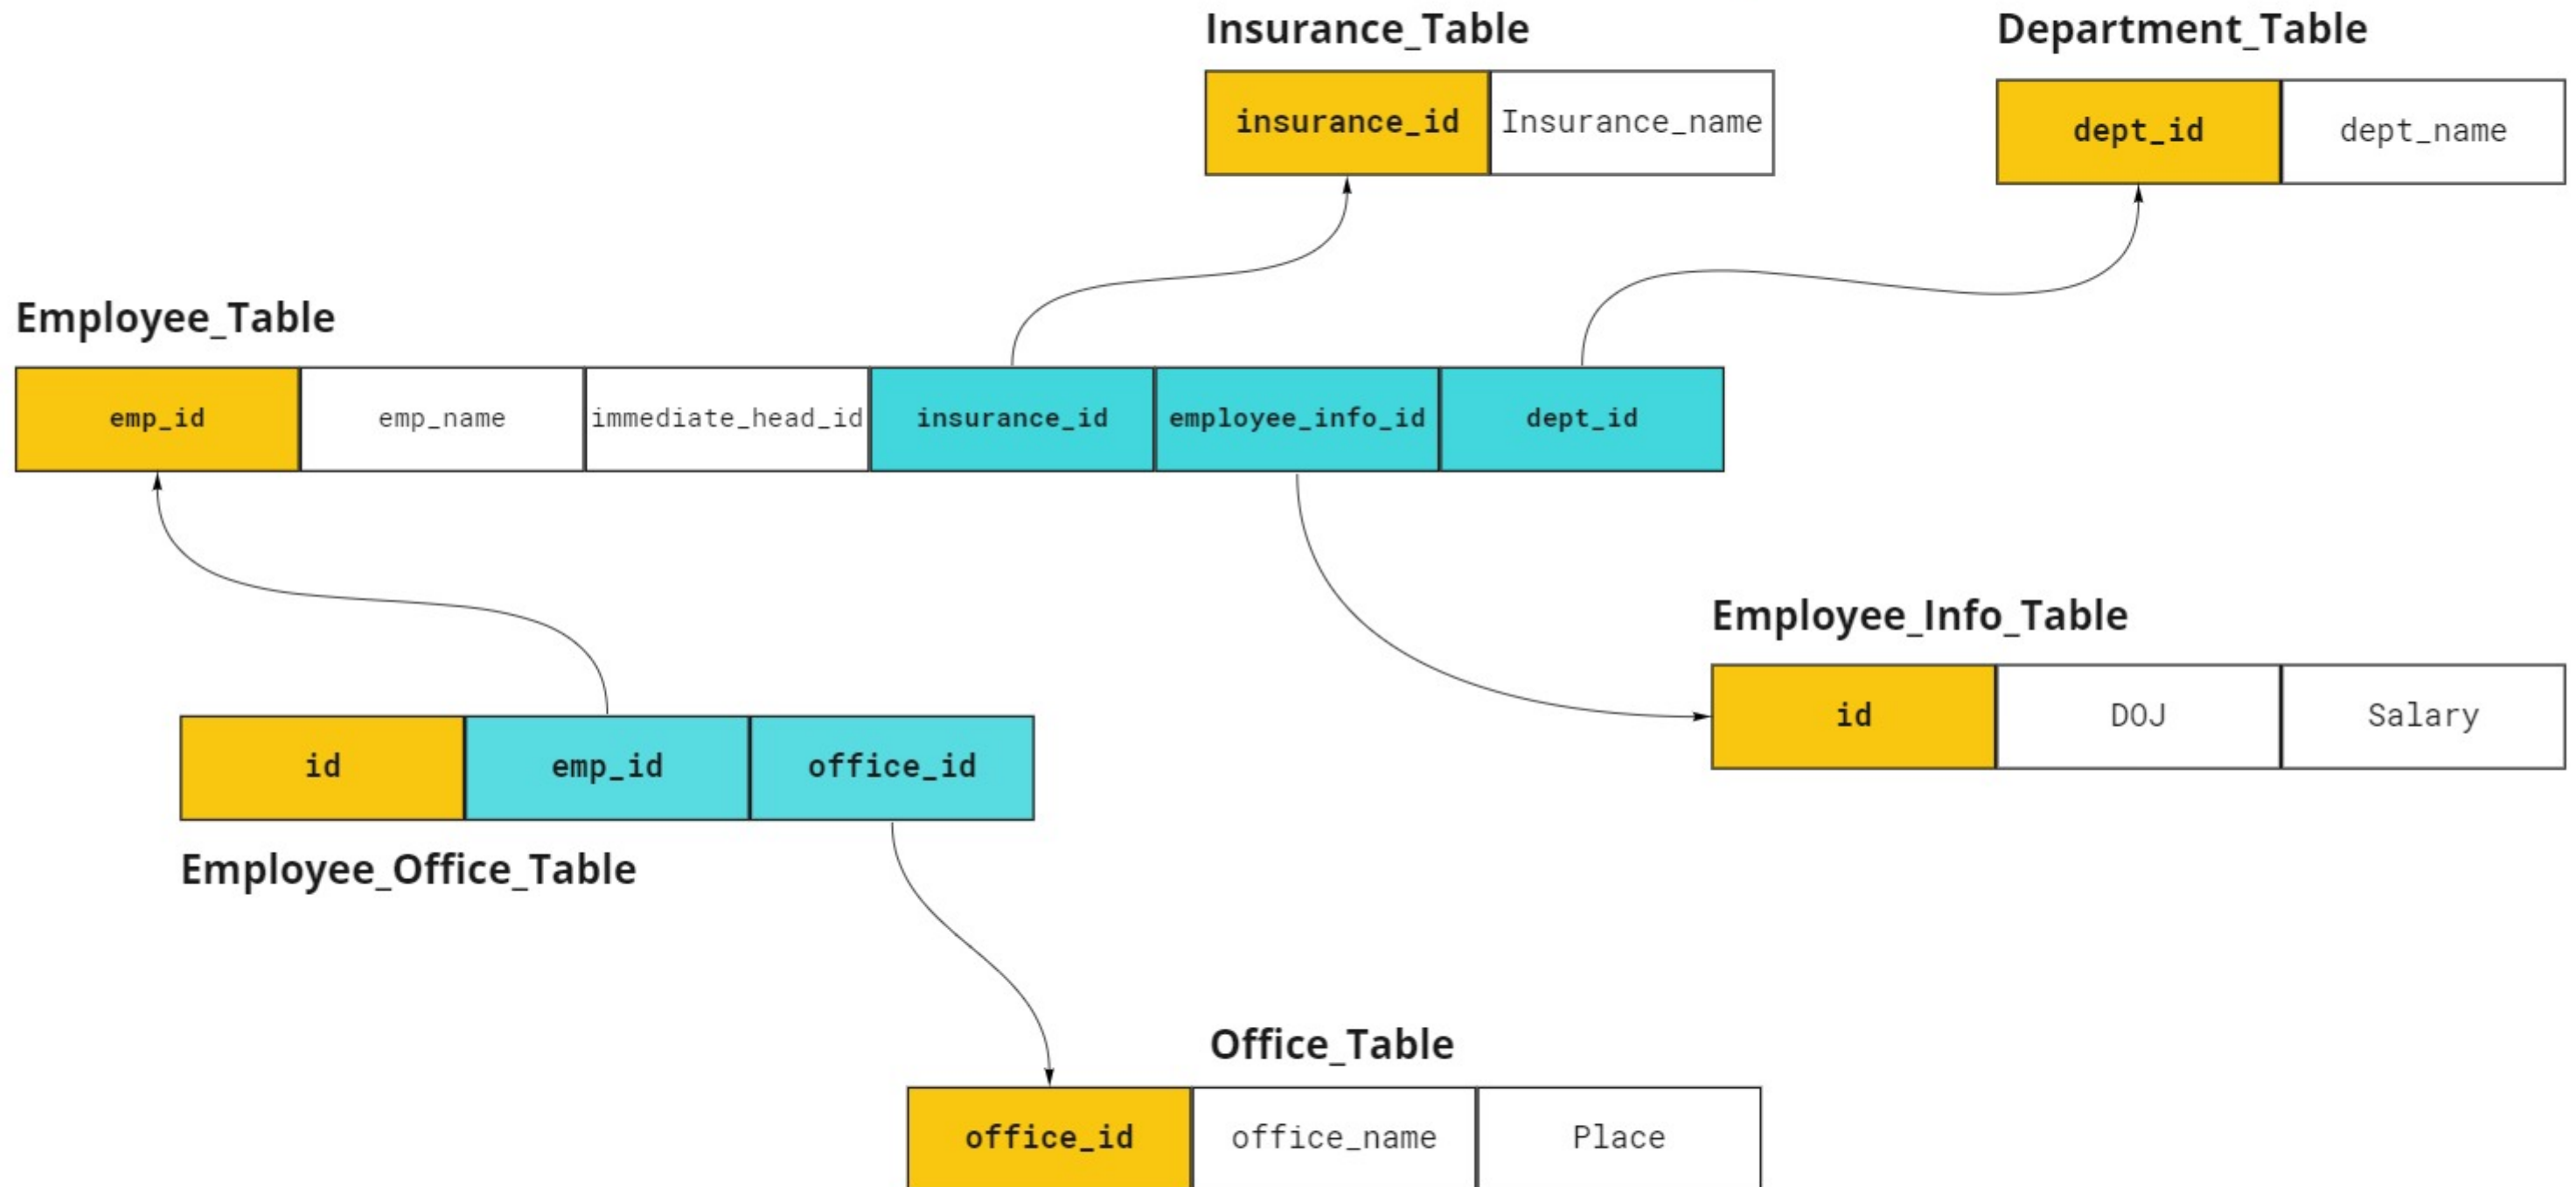 Insurance_Table
Department_Table
insurance_id Insurance_name
dept_id dept_name
Employee_Table
emp_id emp_name immediate_head_id insurance_id employee_info_id dept_id
Employee_Info_Table
id DOJ Salary
id emp_id office_id
Employee_Office_Table
Office_Table
office_id office_name Place